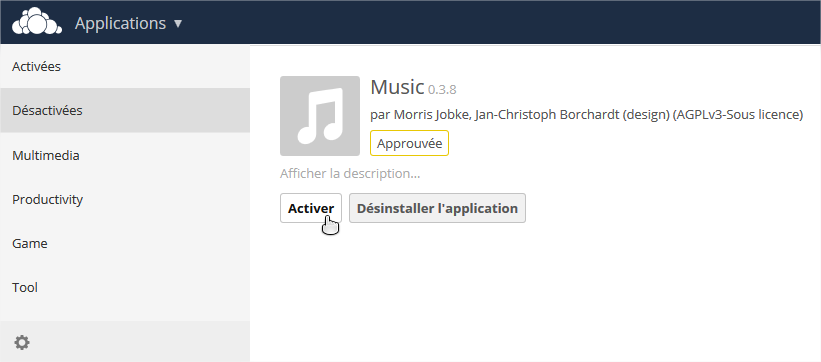 Applications ▼
Activées
Désactivées
Multimedia
Productivity
Game
Tool
Music 0.3.8
par Morris Jobke, Jan-Christoph Borchardt (design) (AGPLv3-Sous licence)
Approuvée
Afficher la description...
Activer Désinstaller l'application